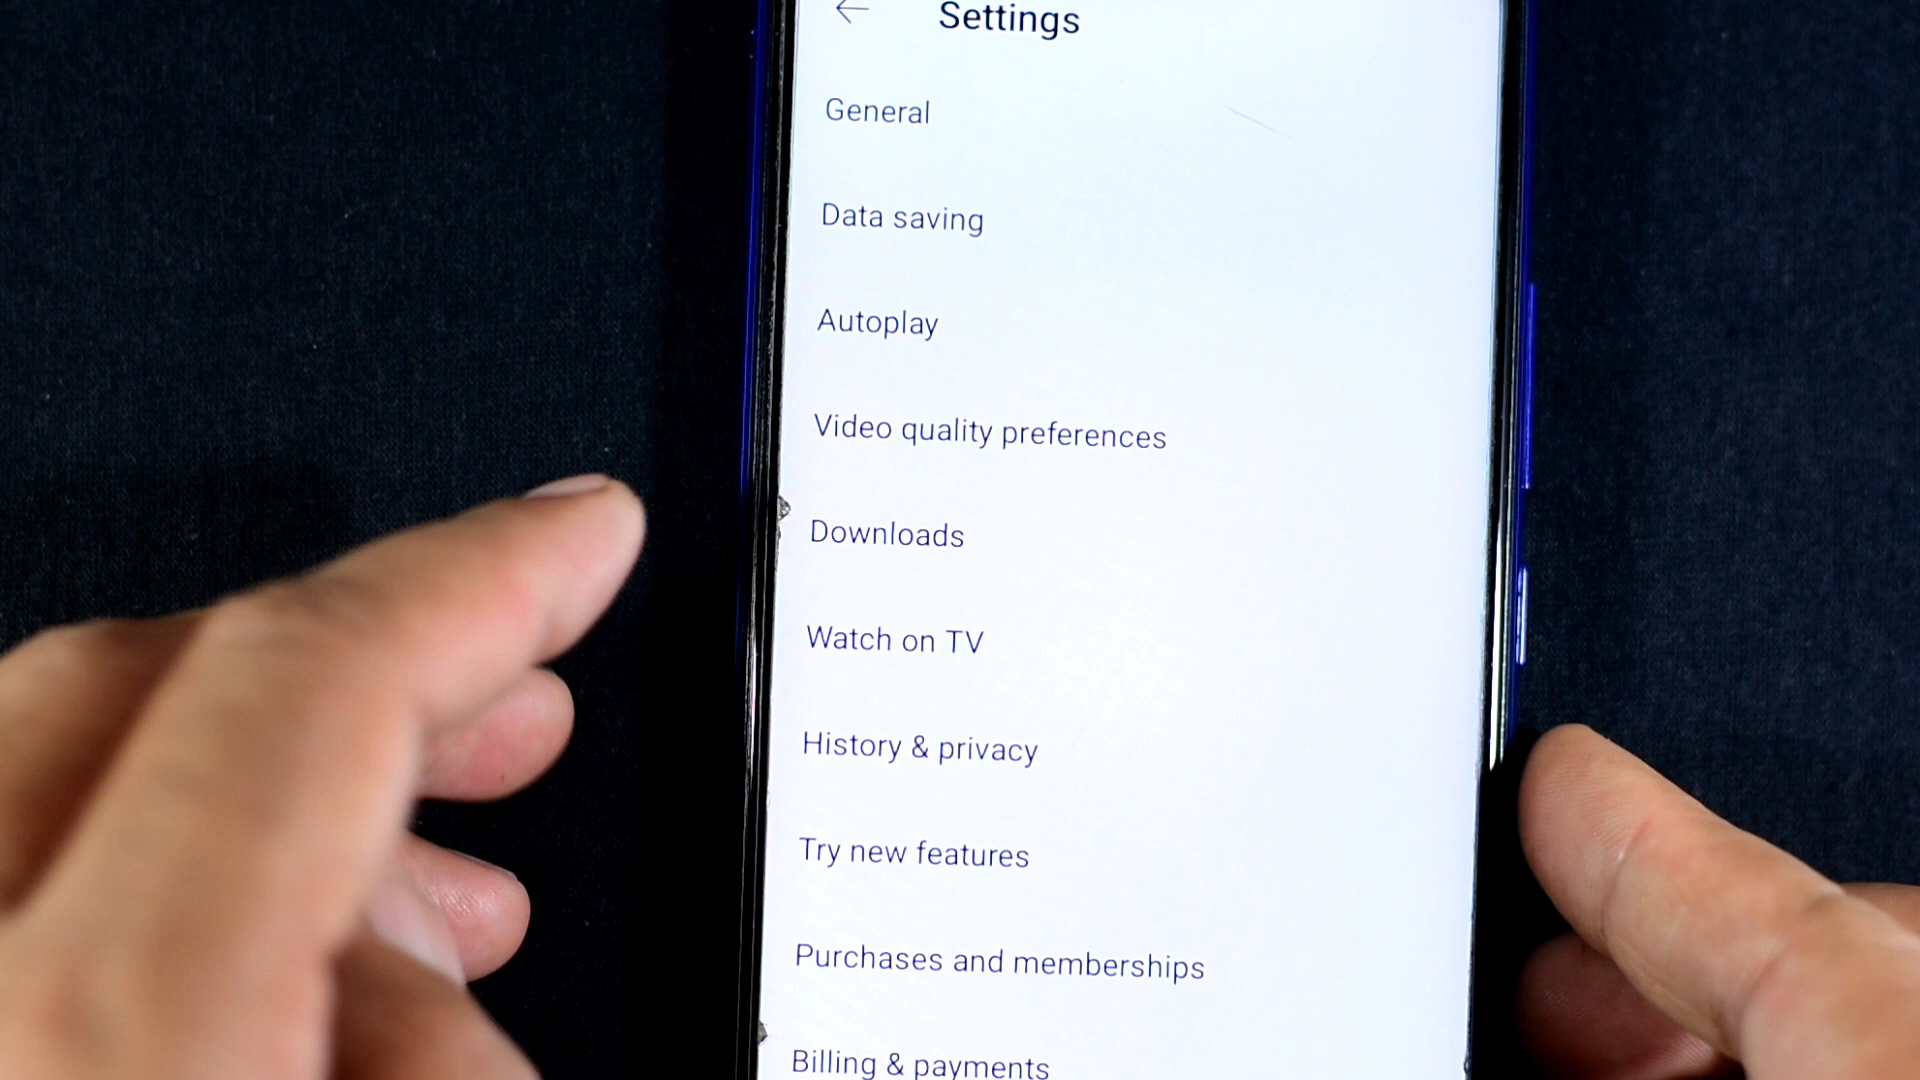 Settings
General
Data saving
Autoplay
Video quality preferences
Downloads
Watch on TV
History & privacy
Try new features
Purchases and memberships
Billing & payments